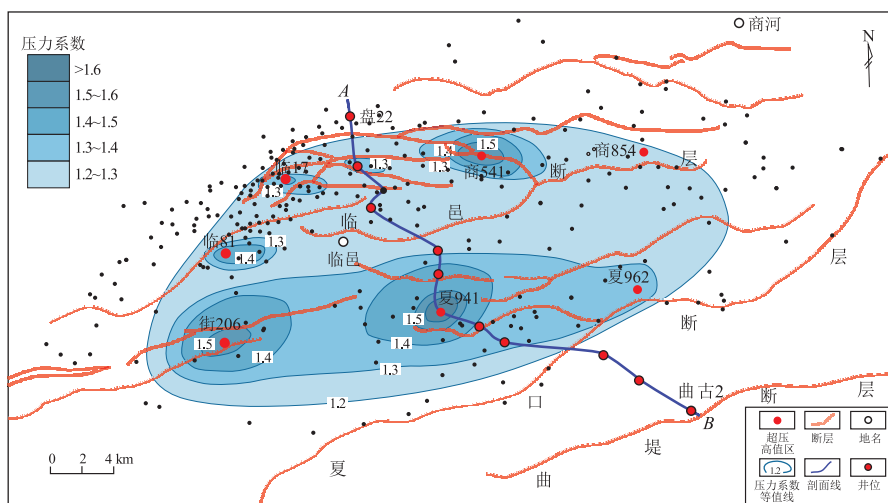 商河
N
压力系数
>1.6
1.5~1.6
1.4~1.5
1.3~1.4
1.2~1.3
A
盘22
1.4
1.5
1.3
商541
商854
断
层
临17
1.3
1.3
临
邑
临邑
临81
1.3
1.4
夏962
夏941
1.5
1.4
街206
1.5
1.4
1.3
1.2
层
断
口
夏
曲古2
B
断
层
堤
曲
0 2 4 km
超压
高值区
断层
地名
1.2
压力系数
等值线
剖面线
井位